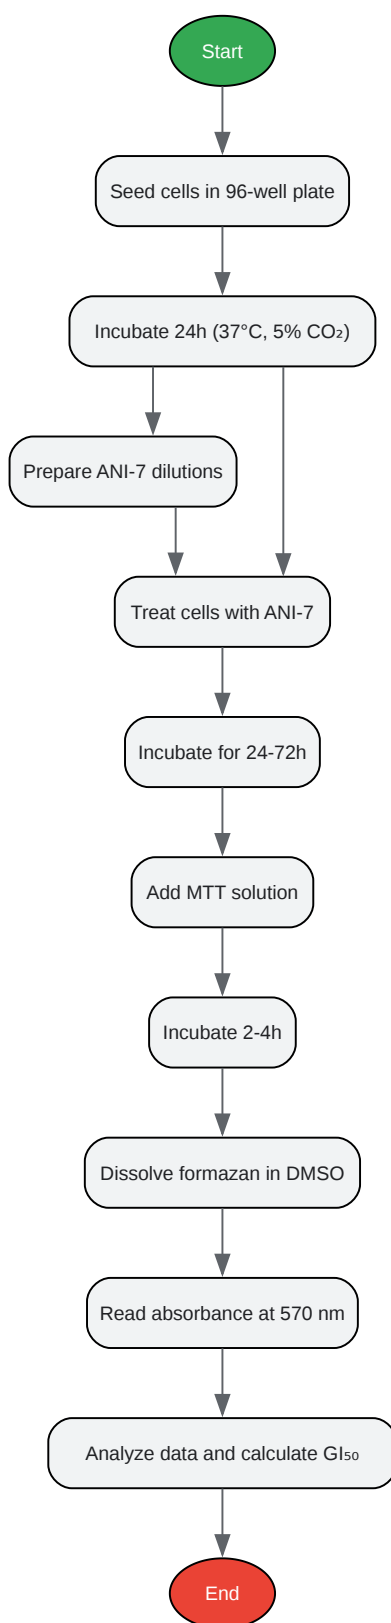 Start
Seed cells in 96-well plate
Incubate 24h (37°C, 5% CO₂)
Prepare ANI-7 dilutions
Treat cells with ANI-7
Incubate for 24-72h
Add MTT solution
Incubate 2-4h
Dissolve formazan in DMSO
Read absorbance at 570 nm
Analyze data and calculate GI₅₀
End